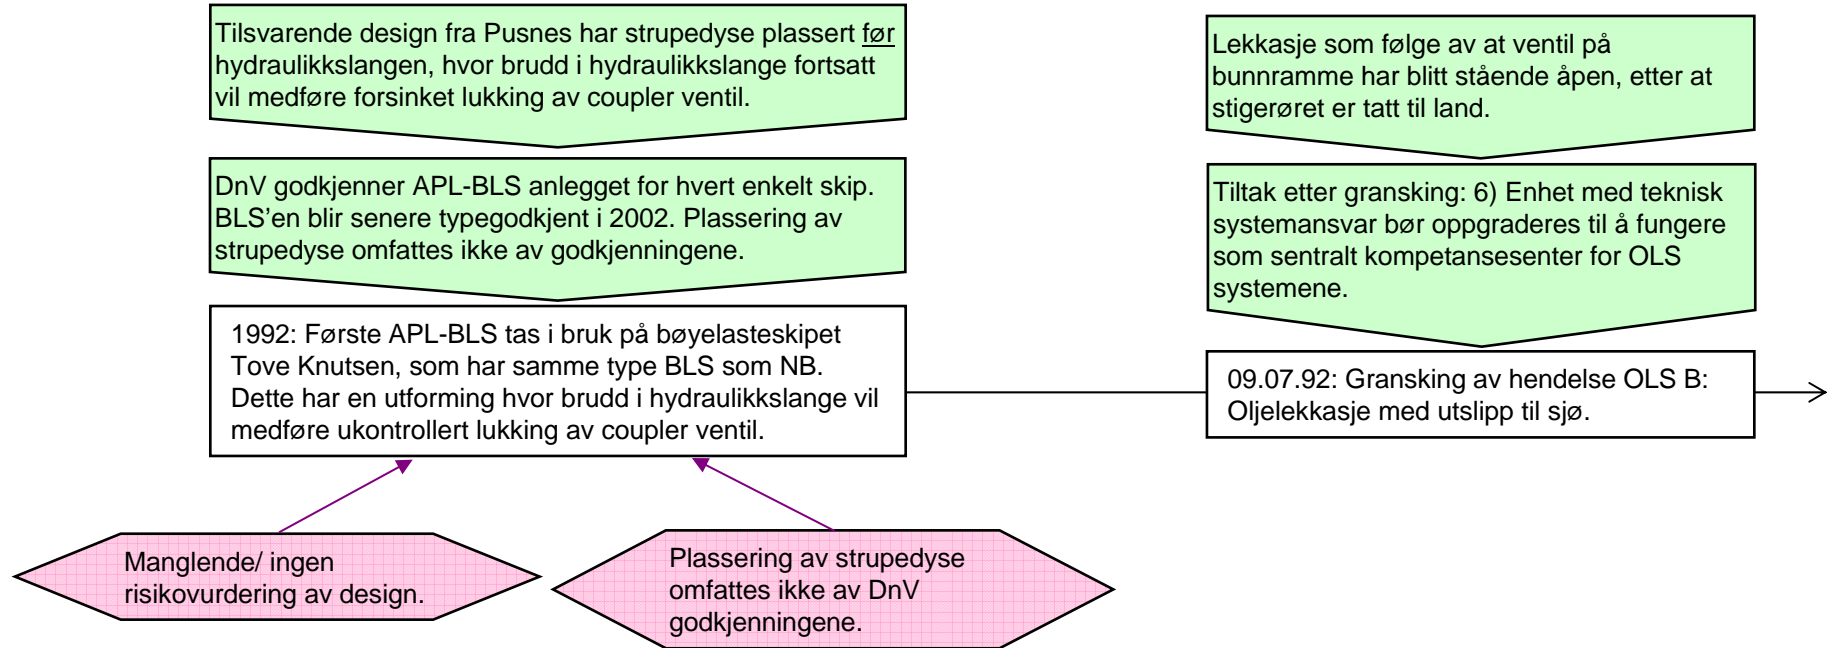 Tilsvarende design fra Pusnes har strupedyse plassert før
hydraulikkslangen, hvor brudd i hydraulikkslange fortsatt
vil medføre forsinket lukking av coupler ventil.
DnV godkjenner APL-BLS anlegget for hvert enkelt skip.
BLS’en blir senere typegodkjent i 2002. Plassering av
strupedyse omfattes ikke av godkjenningene.
1992: Første APL-BLS tas i bruk på bøyelasteskipet
Tove Knutsen, som har samme type BLS som NB.
Dette har en utforming hvor brudd i hydraulikkslange vil
medføre ukontrollert lukking av coupler ventil.
Manglende/ ingen
risikovurdering av design.
Plassering av strupedyse
omfattes ikke av DnV
godkjenningene.
Lekkasje som følge av at ventil på
bunnramme har blitt stående åpen, etter at
stigerøret er tatt til land.
Tiltak etter gransking: 6) Enhet med teknisk
systemansvar bør oppgraderes til å fungere
som sentralt kompetansesenter for OLS
systemene.
09.07.92: Gransking av hendelse OLS B:
Oljelekkasje med utslipp til sjø.